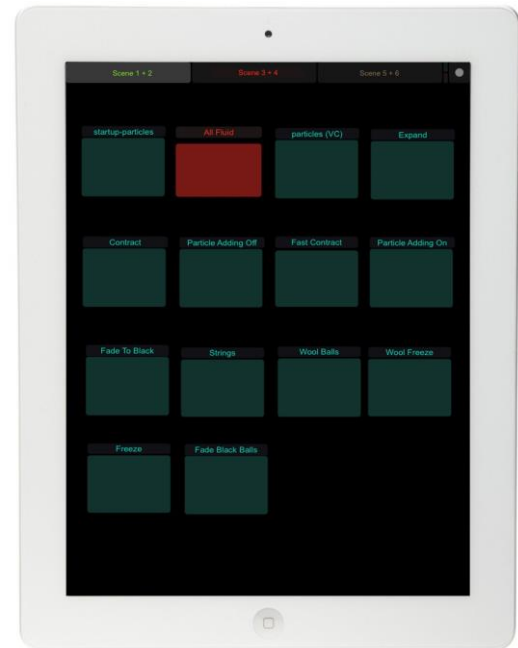 Scene 1 + 2
Scene 3 + 4
Scene 5 + 6
startup-particles
All Fluid
particles (VC)
Expand
Contract
Particle Adding Off
Fast Contract
Particle Adding On
Fade To Black
Strings
Wool Balls
Wool Freeze
Freeze
Fade Black Balls